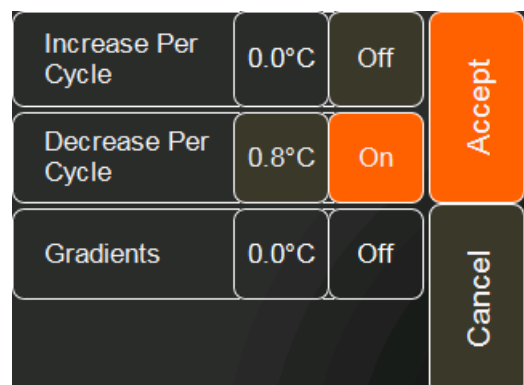 Increase Per
Cycle
0.0°C
Off
Decrease Per
Cycle
0.8°C
On
Gradients
0.0°C
Off
Accept
Cancel